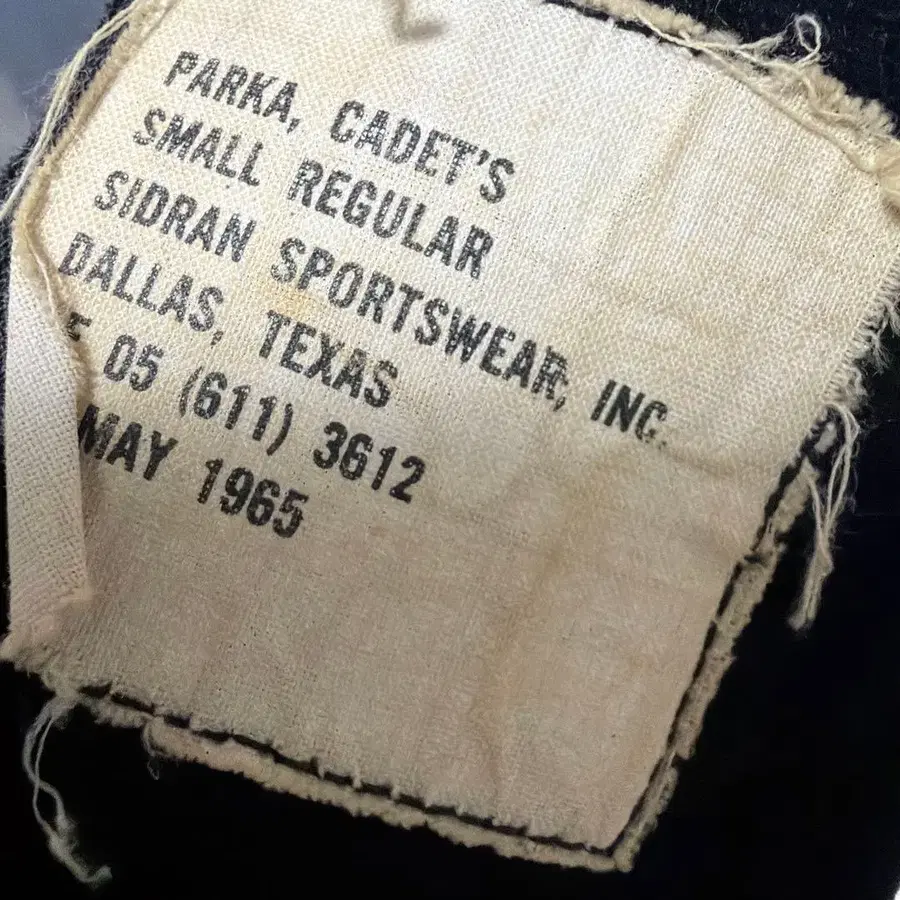 PARKA, CADET'S
SMALL REGULAR
SIDRAN SPORTSWEAR, INC.
DALLAS, TEXAS
05 (611) 3612
MAY 1965